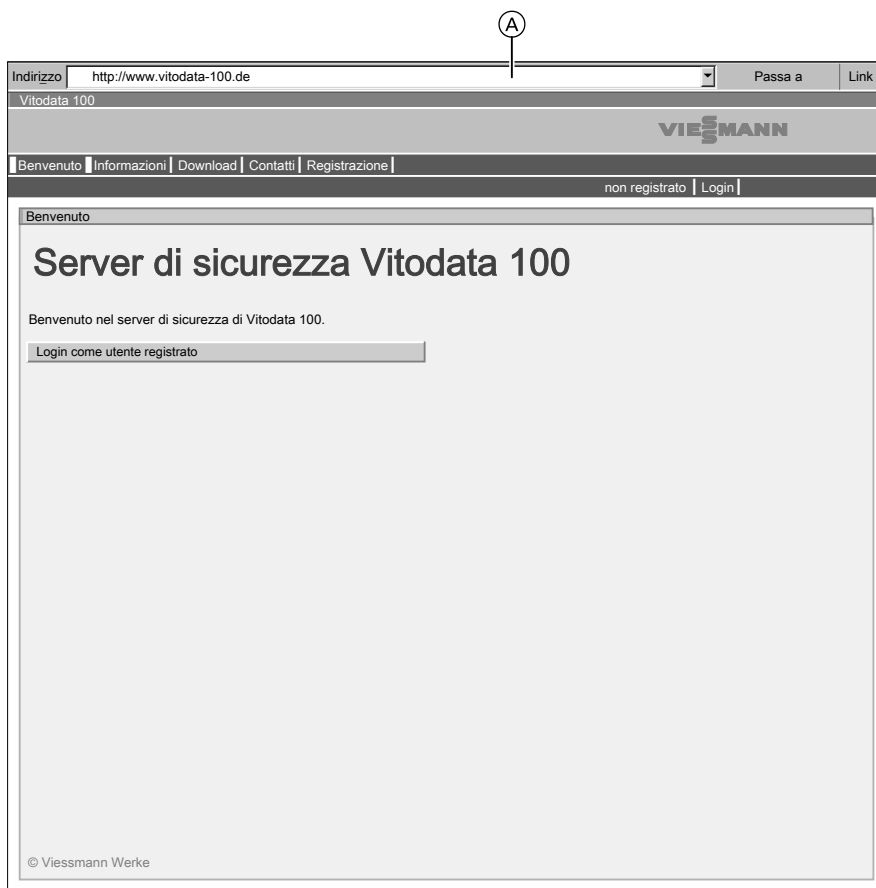 A
Indirizzo http://www.vitodata-100.de Passa a Link
Vitodata 100
VIESSMANN
Benvenuto Informazioni Download Contatti Registrazione
non registrato Login
Benvenuto
Server di sicurezza Vitodata 100
Benvenuto nel server di sicurezza di Vitodata 100.
Login come utente registrato
© Viessmann Werke